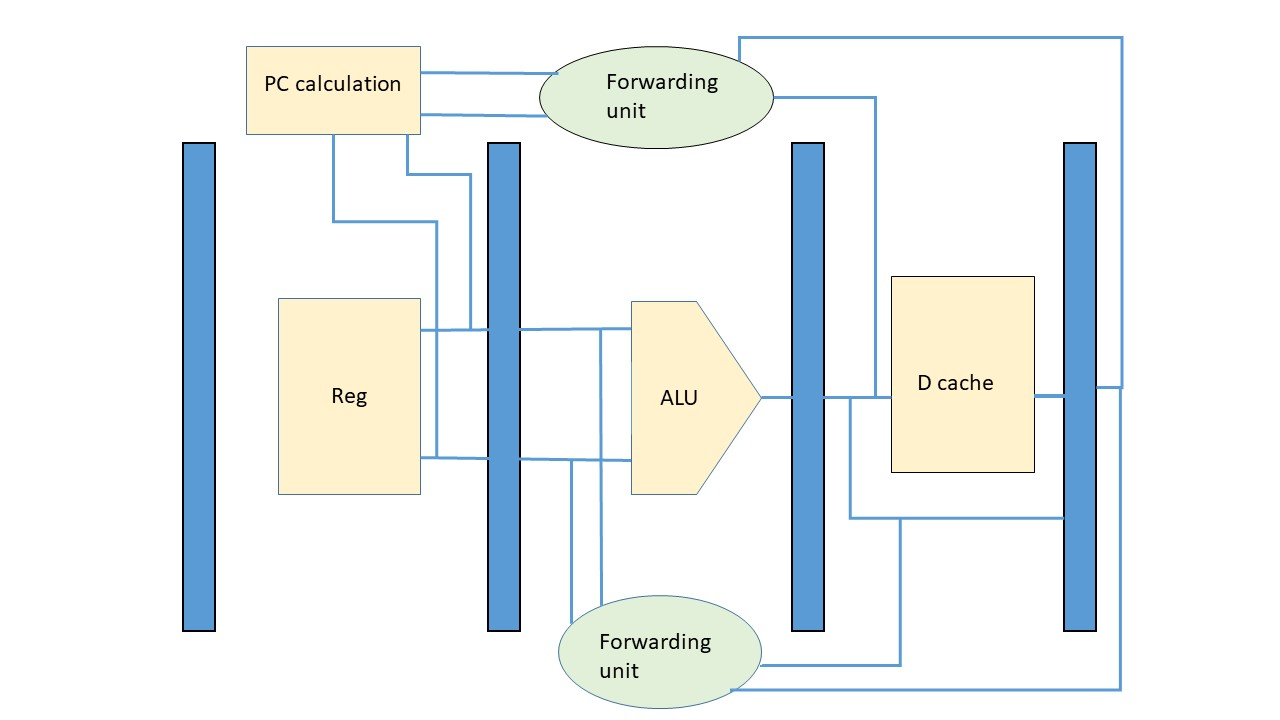 PC calculation
Forwarding
unit
Reg
ALU
D cache
Forwarding
unit